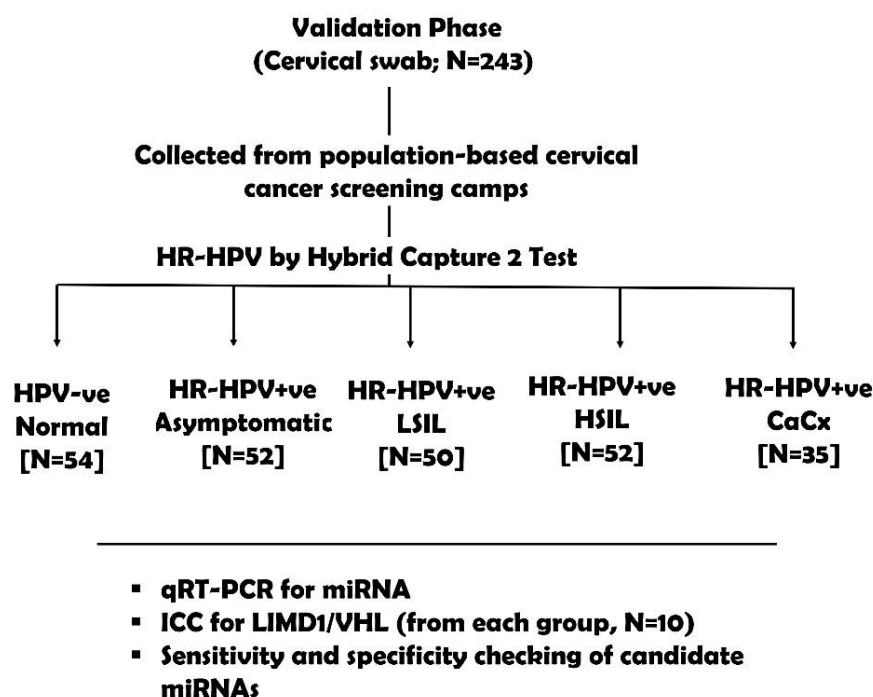 Validation Phase
(Cervical swab; N=243)
Collected from population-based cervical
cancer screening camps
HR-HPV by Hybrid Capture 2 Test
HPV-ve
Normal
[N=54]
HR-HPV+ve
Asymptomatic
[N=52]
HR-HPV+ve
LSIL
[N=50]
HR-HPV+ve
HSIL
[N=52]
HR-HPV+ve
CaCx
[N=35]
▪ qRT-PCR for miRNA
▪ ICC for LIMD1/VHL (from each group, N=10)
▪ Sensitivity and specificity checking of candidate
miRNAs